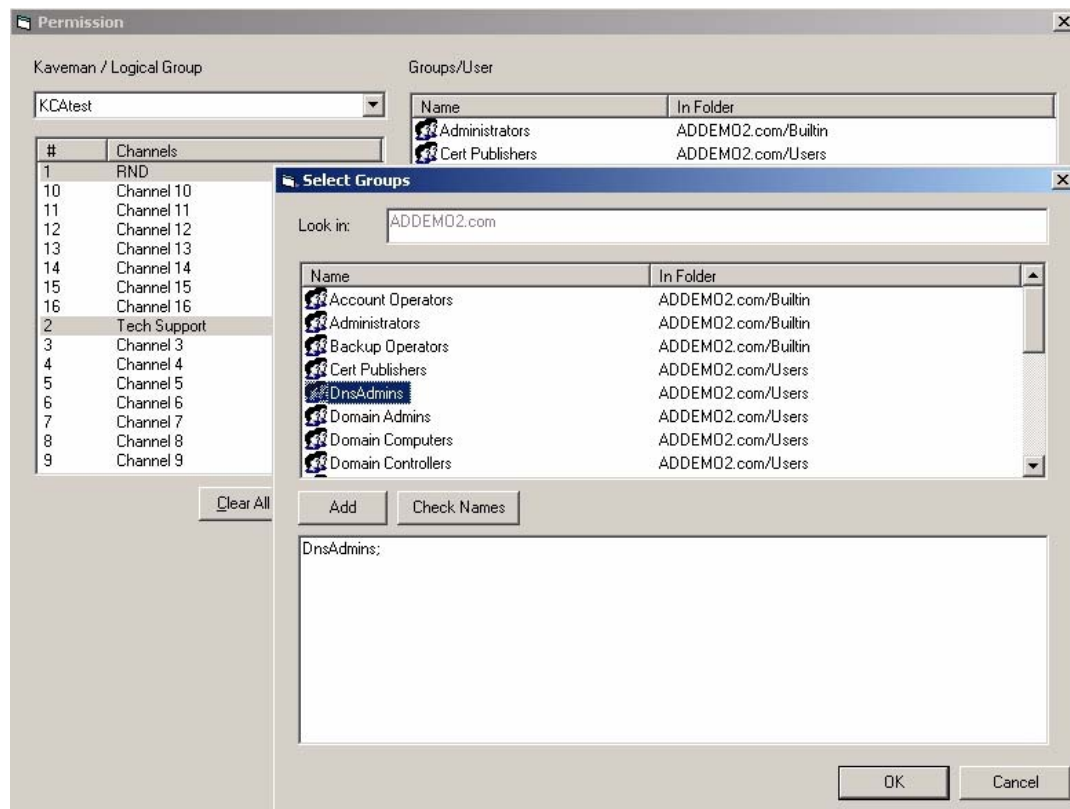 Permission
Kaveman / Logical Group
Groups/User
KCAtest
Name In Folder
Administrators ADDEMO2.com/Builtin
Cert Publishers ADDEMO2.com/Users
# Channels
1 RND
10 Channel 10
11 Channel 11
12 Channel 12
13 Channel 13
14 Channel 14
15 Channel 15
16 Channel 16
2 Tech Support
3 Channel 3
4 Channel 4
5 Channel 5
6 Channel 6
7 Channel 7
8 Channel 8
9 Channel 9
Clear All
Select Groups
Look in: ADDEMO2.com
Name In Folder
Account Operators ADDEMO2.com/Builtin
Administrators ADDEMO2.com/Builtin
Backup Operators ADDEMO2.com/Builtin
Cert Publishers ADDEMO2.com/Users
DnsAdmins ADDEMO2.com/Users
Domain Admins ADDEMO2.com/Users
Domain Computers ADDEMO2.com/Users
Domain Controllers ADDEMO2.com/Users
Add Check Names
DnsAdmins;
OK Cancel